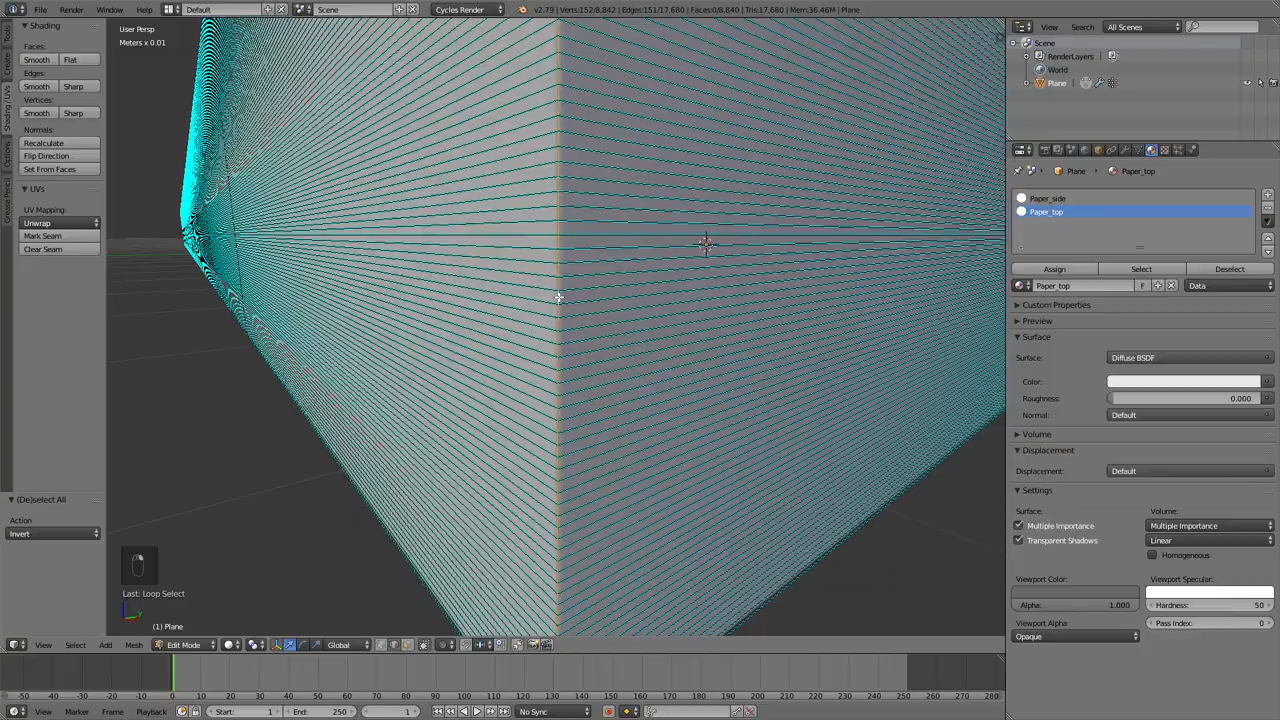 File Render Window Help Default Scene Cycles Render v2.79 | Verts:152/8,842 | Edges:151/17,680 | Faces:0/8,840 | Tris:17,680 | Mem:36.46M | Plane
Shading
Faces:
Smooth Flat
Edges:
Smooth Sharp
Vertices:
Smooth Sharp
Normals:
Recalculate
Flip Direction
Set From Faces
UVs
UV Mapping:
Unwrap
Mark Seam
Clear Seam
(De)select All
Action
Invert
Tools
Create
Shading / UVs
Options
Grease Pencil
User Persp
Meters x 0.01
Last: Loop Select
(1) Plane
View Select Add Mesh Edit Mode Global
View Search All Scenes
Scene
RenderLayers
World
Plane
Plane Paper_top
Paper_side
Paper_top
Assign Select Deselect
Paper_top F Data
Custom Properties
Preview
Surface
Surface: Diffuse BSDF
Color:
Roughness: 0.000
Normal: Default
Volume
Displacement
Displacement: Default
Settings
Surface: Volume:
Multiple Importance Multiple Importance
Transparent Shadows Linear
Homogeneous
Viewport Color: Viewport Specular:
Alpha: 1.000 Hardness: 50
Viewport Alpha: Pass Index: 0
Opaque
-50 -40 -30 -20 -10 0 10 20 30 40 50 60 70 80 90 100 110 120 130 140 150 160 170 180 190 200 210 220 230 240 250 260 270 280
View Marker Frame Playback Start: 1 End: 250 1 No Sync